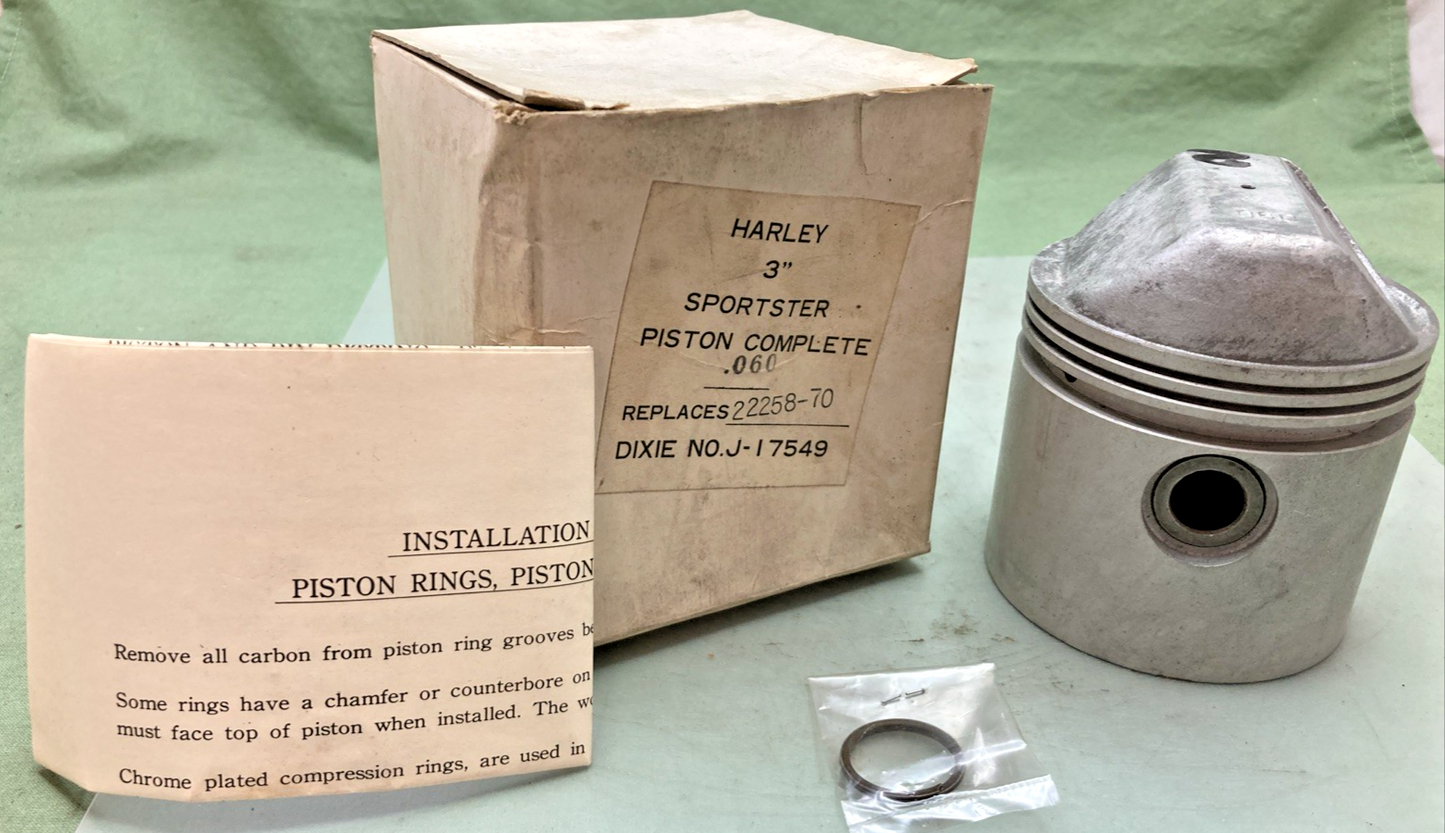 HARLEY
3”
SPORTSTER
PISTON COMPLETE
.060
REPLACES 22258-70
DIXIE NO.J-17549
INSTALLATION
PISTON RINGS, PISTON
Remove all carbon from piston ring grooves
Some rings have a chamfer or counterbore on
must face top of piston when installed. The
Chrome plated compression rings, are used in